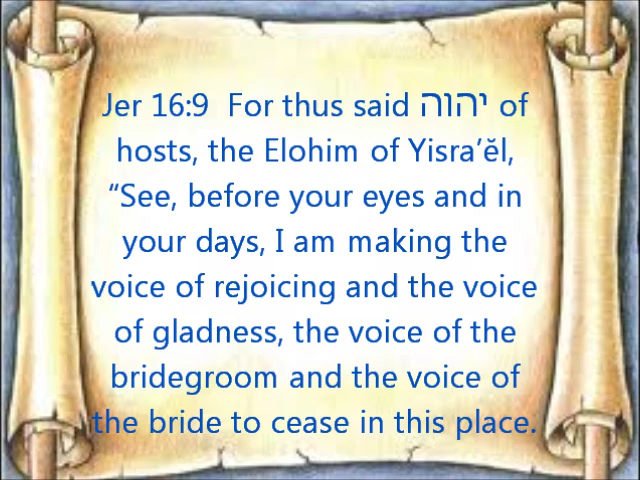 Jer 16:9  For thus said יהוה of
hosts, the Elohim of Yisra’ĕl,
“See, before your eyes and in
your days, I am making the
voice of rejoicing and the voice
of gladness, the voice of the
bridegroom and the voice of
the bride to cease in this place.